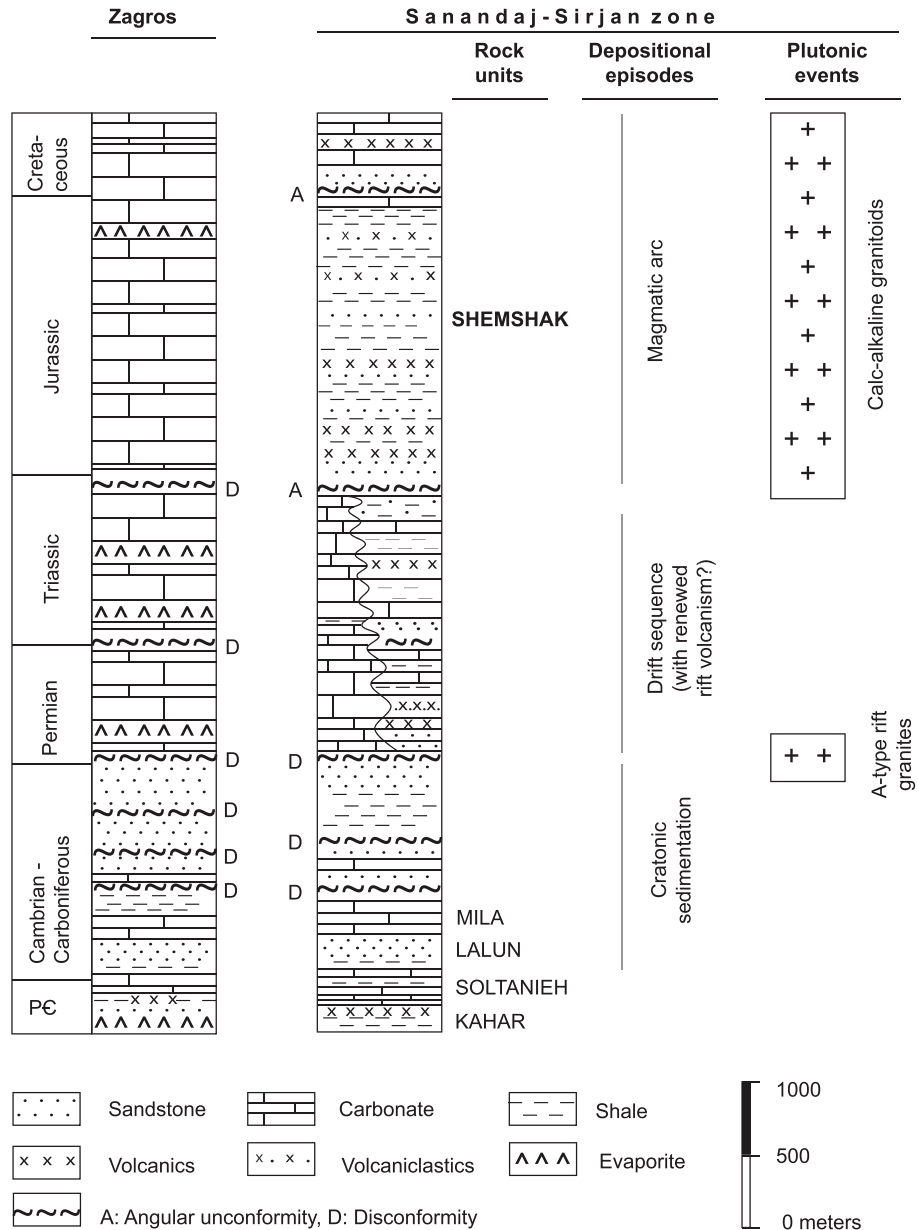 Zagros
Sanandaj-Sirjan zone
Rock
units
Depositional
episodes
Plutonic
events
Creta-
ceous
Jurassic
Triassic
Permian
Cambrian -
Carboniferous
PЄ
D
D
D
D
D
D
A
A
D
D
D
SHEMSHAK
MILA
LALUN
SOLTANIEH
KAHAR
Magmatic arc
Drift sequence
(with renewed
rift volcanism?)
Cratonic
sedimentation
Calc-alkaline granitoids
A-type rift
granites
Sandstone
Carbonate
Shale
Volcanics
Volcaniclastics
Evaporite
A: Angular unconformity, D: Disconformity
1000
500
0 meters